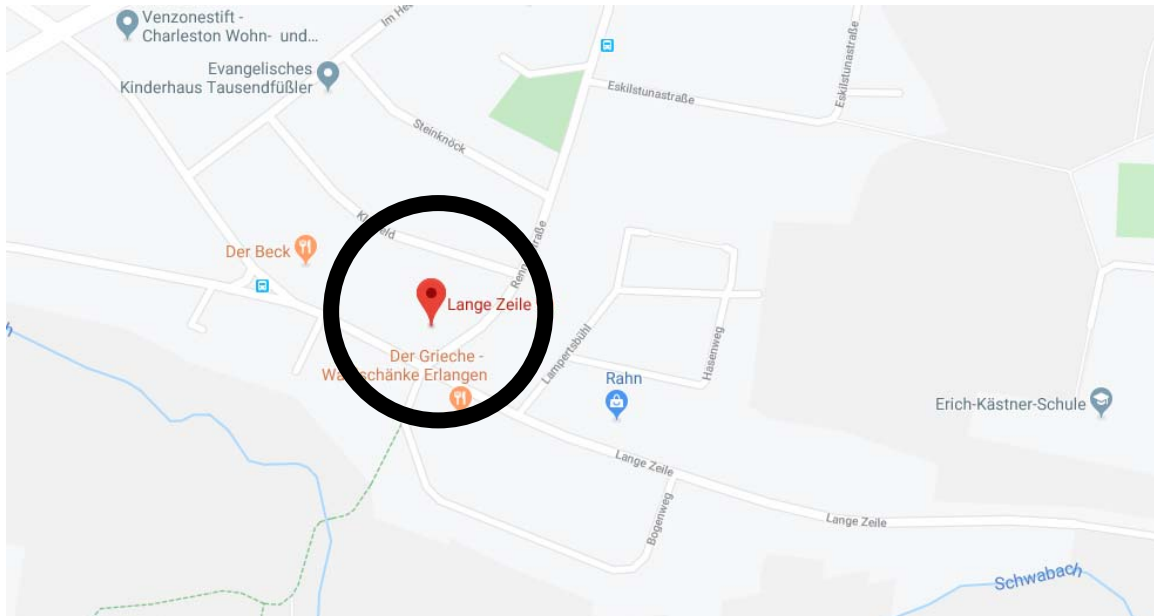 Venzonestift -
Charleston Wohn- und...
Im He
Evangelisches
Kinderhaus Tausendfüßler
Eskilstunastraße
Eskilstunastraße
Steinknöck
Der Beck
Lange Zeile
Der Grieche -
Erlangen
Lampertsbühl
Hasenweg
Rahn
Erich-Kästner-Schule
Lange Zeile
Bogenweg
Lange Zeile
Schwabach